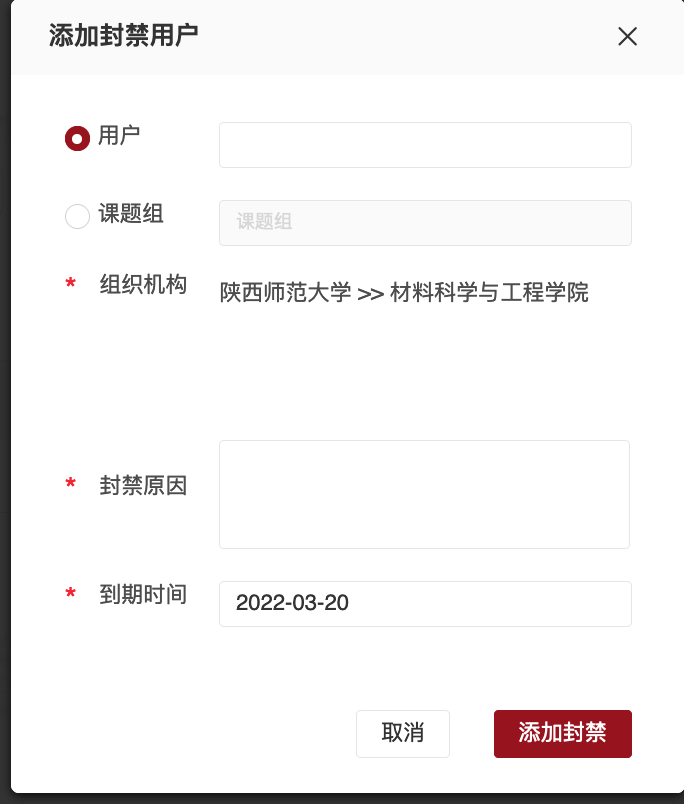 添加封禁用户
用户
课题组 课题组
* 组织机构 陕西师范大学 >> 材料科学与工程学院
* 封禁原因
* 到期时间 2022-03-20
取消 添加封禁